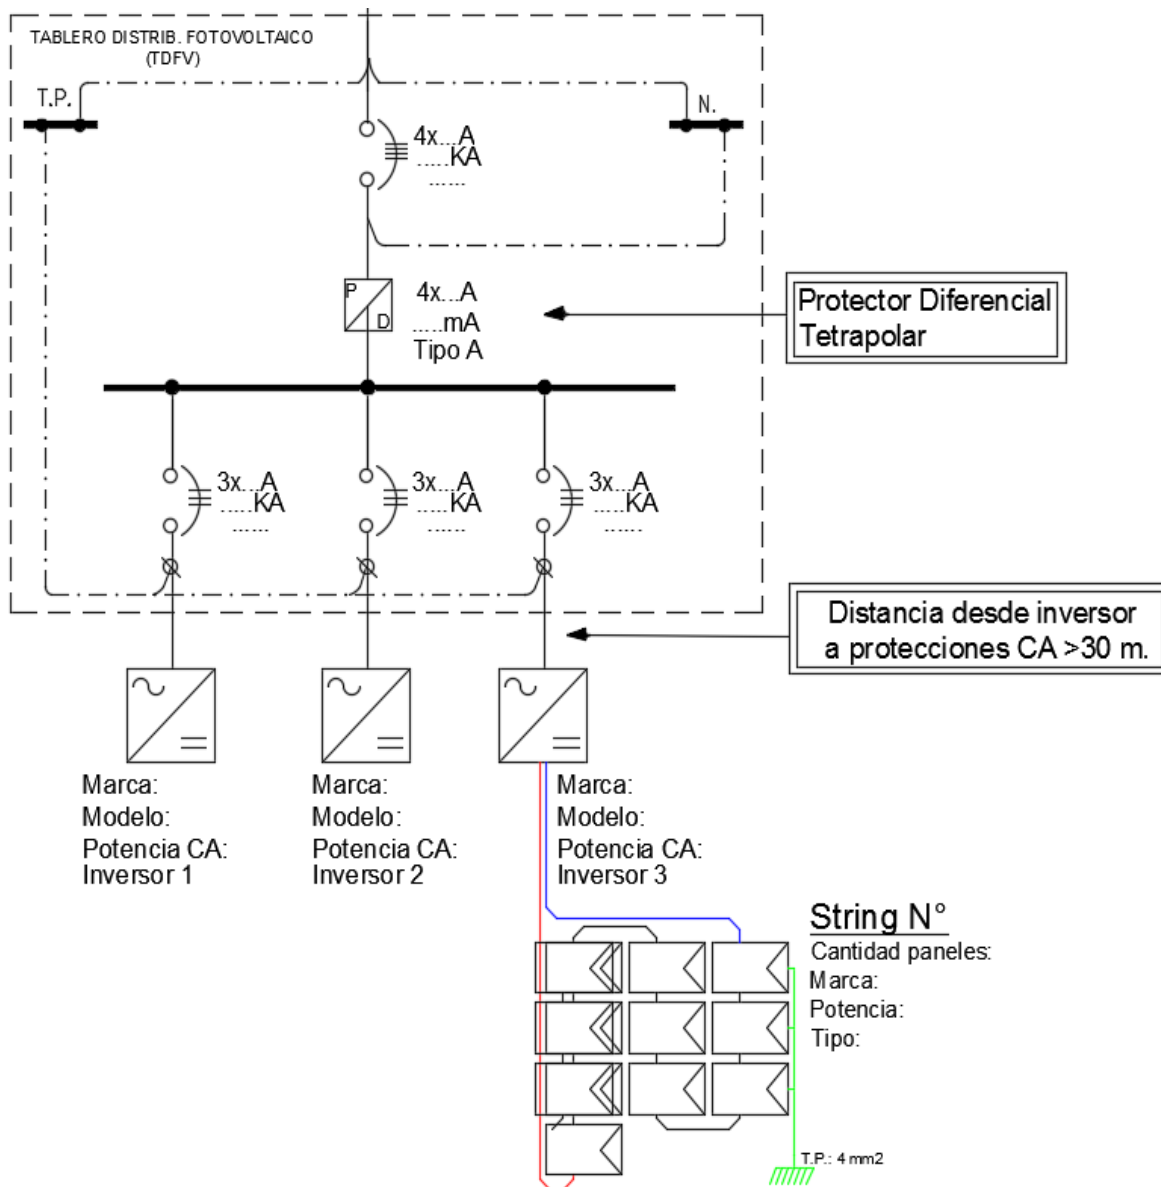 TABLERO DISTRIB. FOTOVOLTAICO
(TDFV)
T.P.
N.
4x...A
.....KA
......
P
D
4x...A
.....mA
Tipo A
Protector Diferencial
Tetrapolar
3x...A
.....KA
......
3x...A
.....KA
......
3x...A
.....KA
......
Distancia desde inversor
a protecciones CA >30 m.
Marca:
Modelo:
Potencia CA:
Inversor 1
Marca:
Modelo:
Potencia CA:
Inversor 2
Marca:
Modelo:
Potencia CA:
Inversor 3
String N°
Cantidad paneles:
Marca:
Potencia:
Tipo:
T.P.: 4 mm2